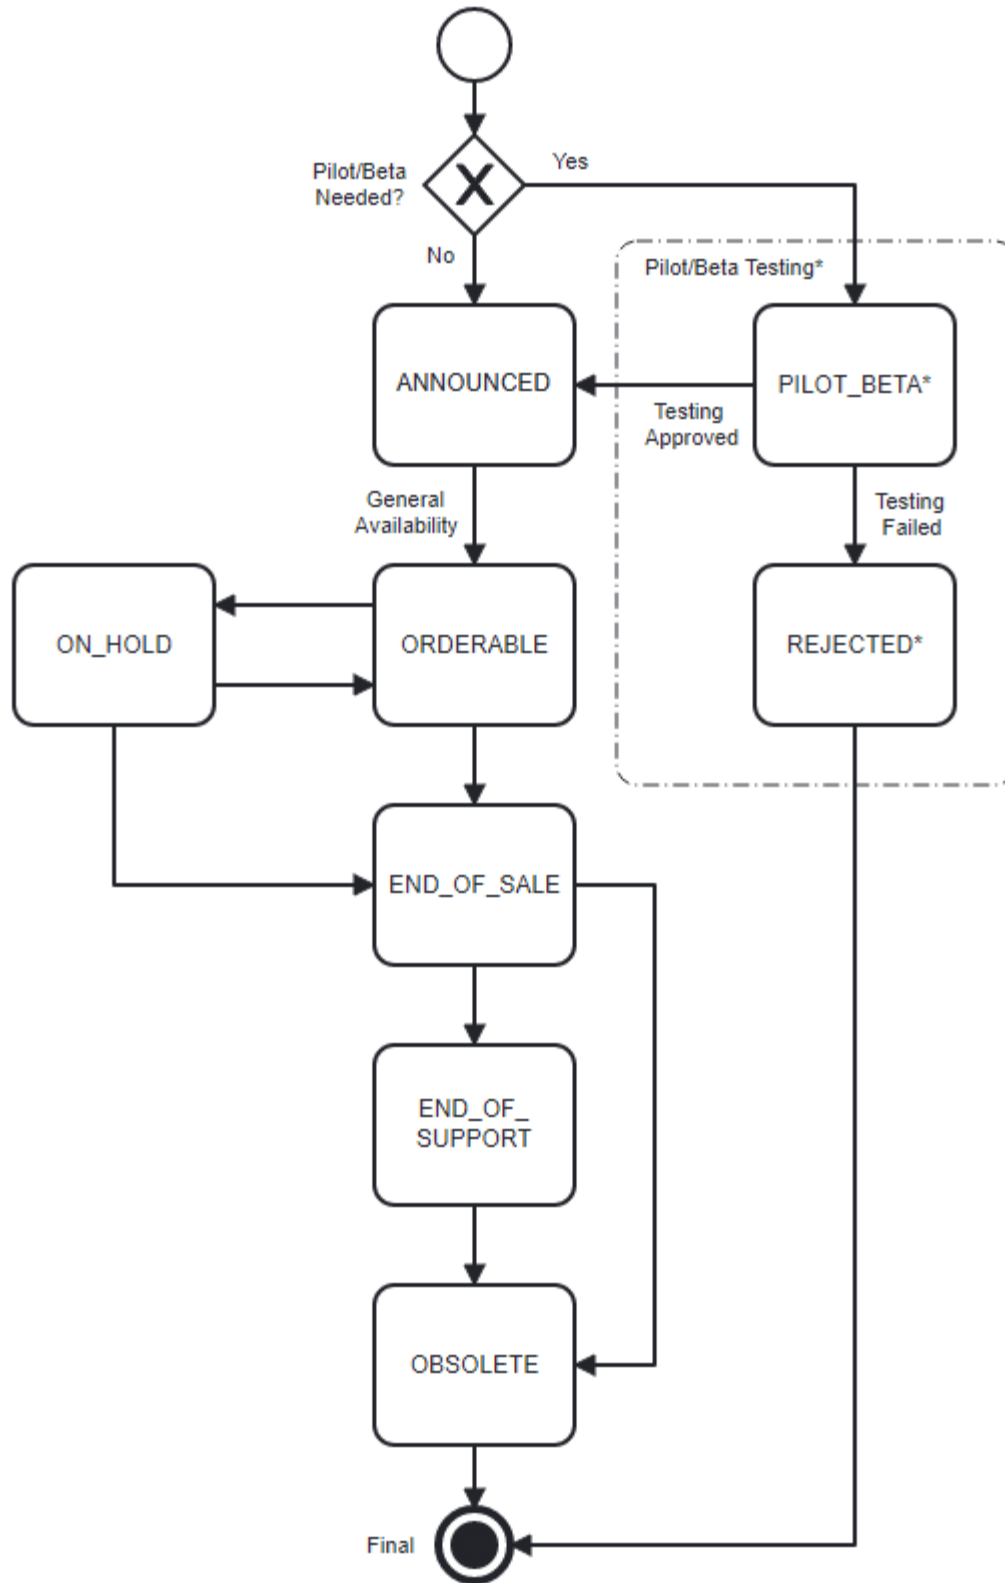 Pilot/Beta
Needed?
Yes
No
Pilot/Beta Testing*
ANNOUNCED
PILOT_BETA*
Testing
Approved
General
Availability
Testing
Failed
ON_HOLD
ORDERABLE
REJECTED*
END_OF_SALE
END_OF_
SUPPORT
OBSOLETE
Final